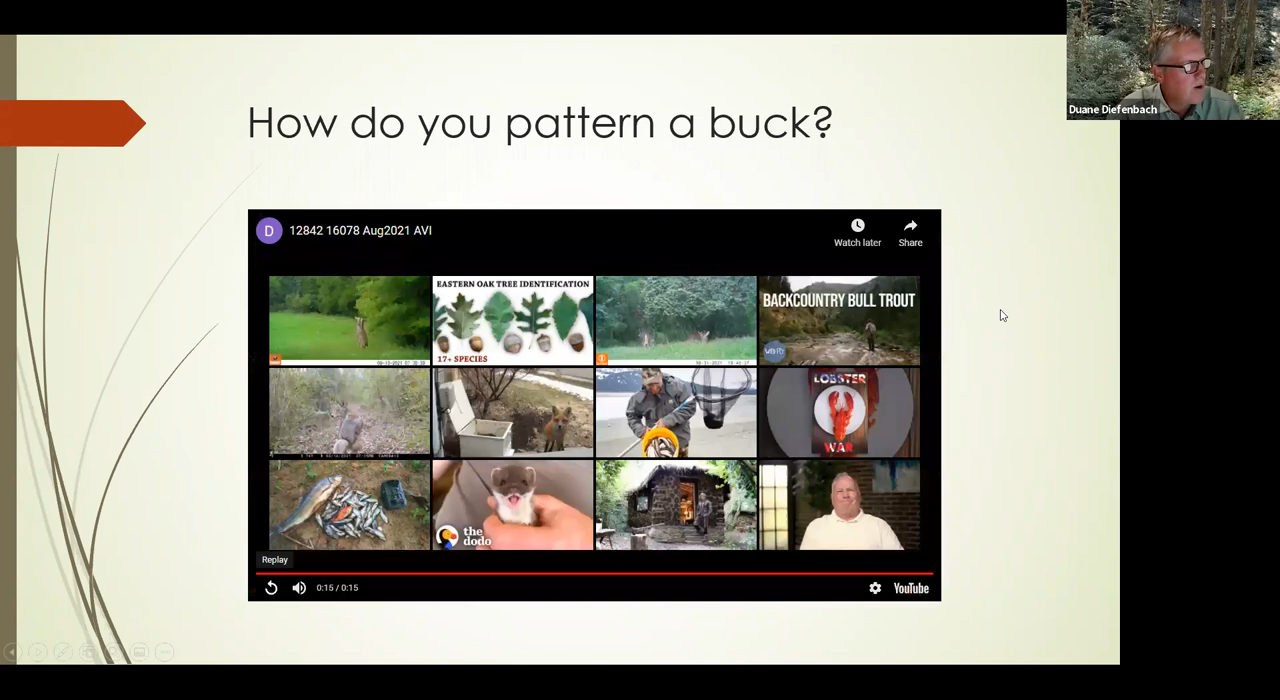 Duane Diefenbach
How do you pattern a buck?
D
12842 16078 Aug2021 AVI
Watch later
Share
EASTERN OAK TREE IDENTIFICATION
17+ SPECIES
BACKCOUNTRY BULL TROUT
LOBSTER
WAR
the
dodo
Replay
0:15 / 0:15
YouTube